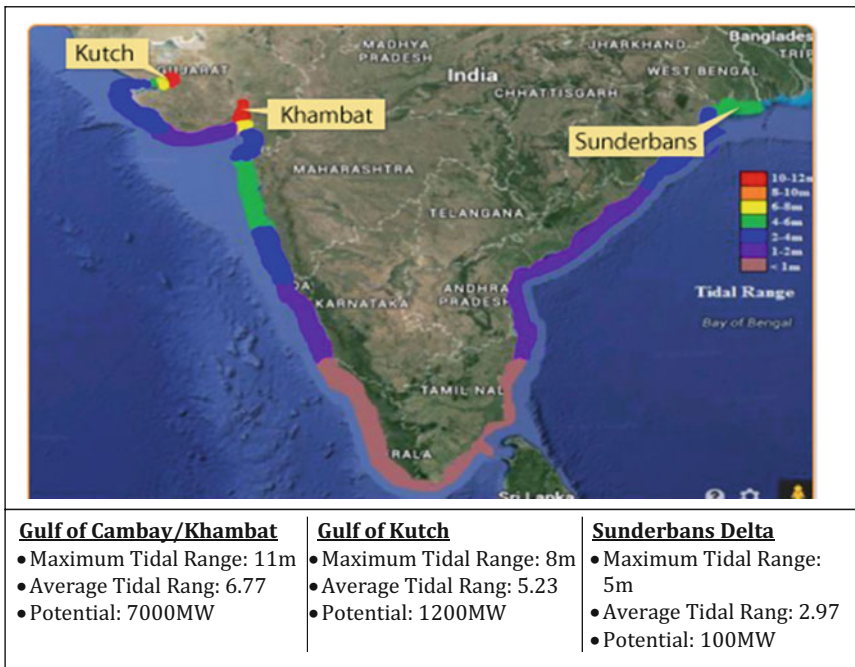 MADHYA
PRADESH
JHARKHAND
Banglades
TRIP
Kutch
GUJARAT
India
WEST BENGAL
CHHATTISGARH
Khambat
Sunderbans
MAHARASHTRA
10-12m
8-10m
6-8m
4-6m
2-4m
1-2m
< 1m
TELANGANA
Tidal Range
DA
KARNATAKA
ANDHRA
PRADESH
Bay of Bengal
TAMIL NAL
RALA
Sri Lanka
Gulf of Cambay/Khambat
• Maximum Tidal Range: 11m
• Average Tidal Rang: 6.77
• Potential: 7000MW
Gulf of Kutch
• Maximum Tidal Range: 8m
• Average Tidal Rang: 5.23
• Potential: 1200MW
Sunderbans Delta
• Maximum Tidal Range:
5m
• Average Tidal Rang: 2.97
• Potential: 100MW